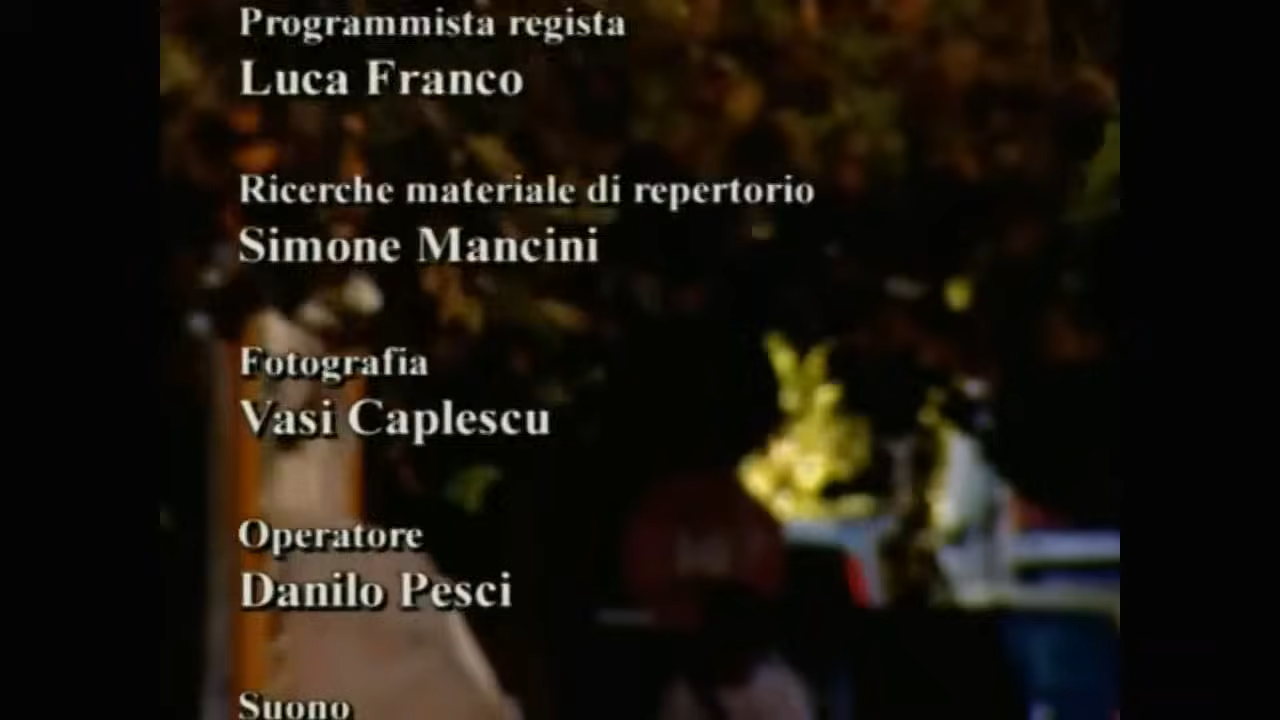 Programmista regista
Luca Franco
Ricerche materiale di repertorio
Simone Mancini
Fotografia
Vasi Caplescu
Operatore
Danilo Pesci
Suono